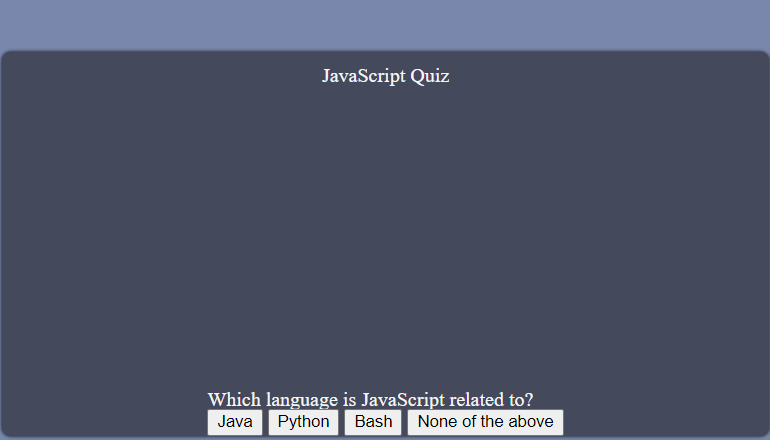 JavaScript Quiz
Which language is JavaScript related to?
Java Python Bash None of the above